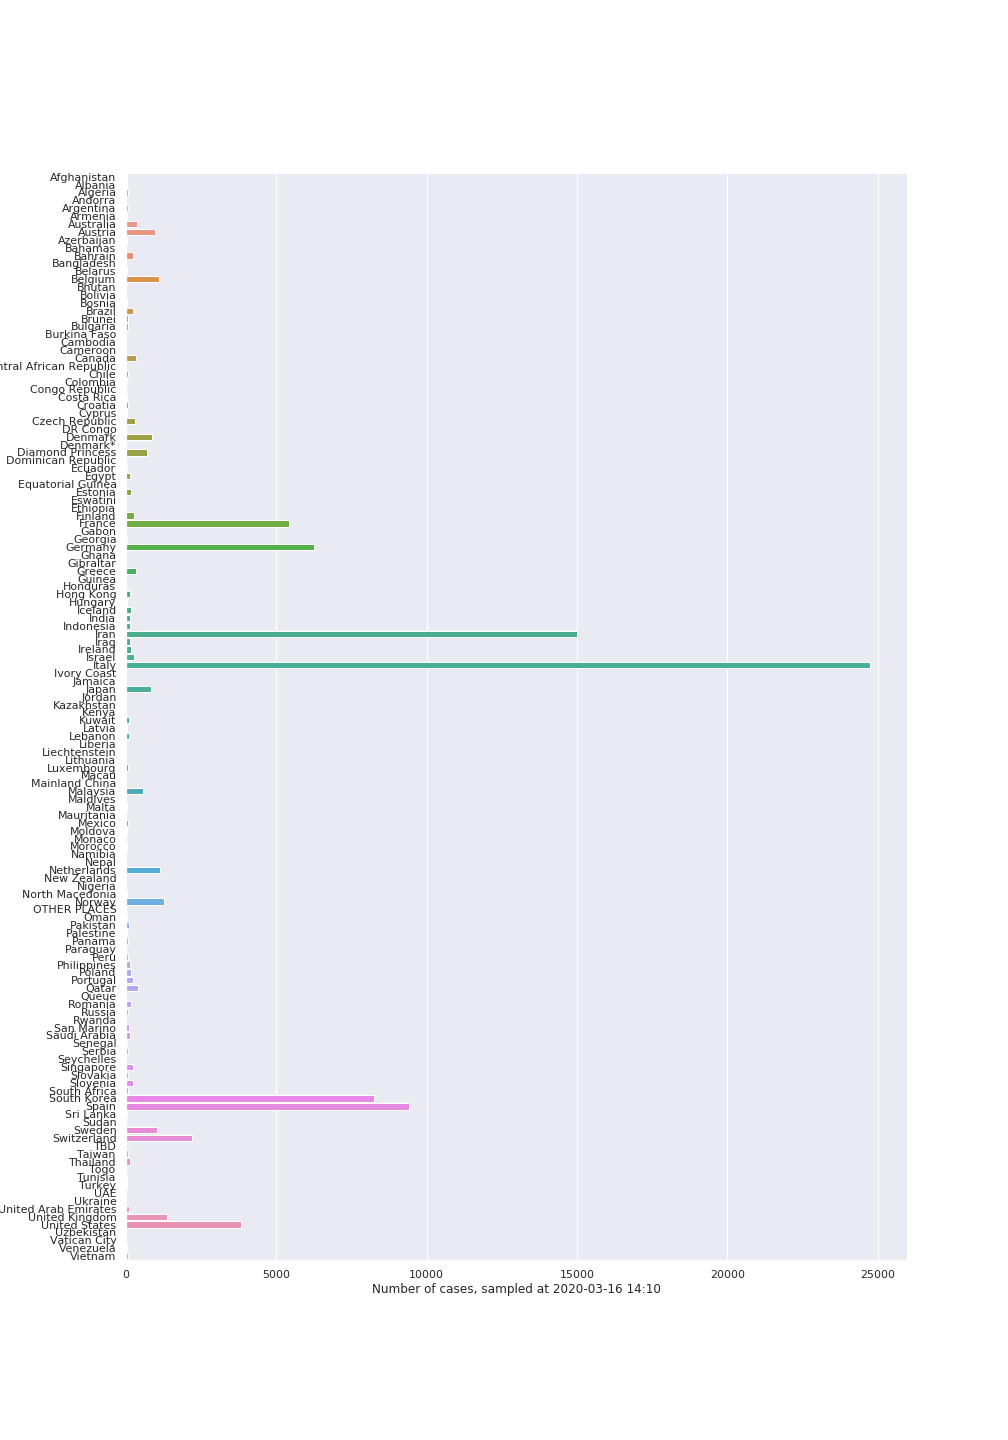 Afghanistan
Albania
Algeria
Andorra
Argentina
Armenia
Australia
Austria
Azerbaijan
Bahamas
Bahrain
Bangladesh
Belarus
Belgium
Bhutan
Bolivia
Bosnia
Brazil
Brunei
Bulgaria
Burkina Faso
Cambodia
Cameroon
Canada
ntral African Republic
Chile
Colombia
Congo Republic
Costa Rica
Croatia
Cyprus
Czech Republic
DR Congo
Denmark
Denmark*
Diamond Princess
Dominican Republic
Ecuador
Egypt
Equatorial Guinea
Estonia
Eswatini
Ethiopia
Finland
France
Gabon
Georgia
Germany
Ghana
Gibraltar
Greece
Guinea
Honduras
Hong Kong
Hungary
Iceland
India
Indonesia
Iran
Iraq
Ireland
Israel
Italy
Ivory Coast
Jamaica
Japan
Jordan
Kazakhstan
Kenya
Kuwait
Latvia
Lebanon
Liberia
Liechtenstein
Lithuania
Luxembourg
Macau
Mainland China
Malaysia
Maldives
Malta
Mauritania
Mexico
Moldova
Monaco
Morocco
Namibia
Nepal
Netherlands
New Zealand
Nigeria
North Macedonia
Norway
OTHER PLACES
Oman
Pakistan
Palestine
Panama
Paraguay
Peru
Philippines
Poland
Portugal
Qatar
Queue
Romania
Russia
Rwanda
San Marino
Saudi Arabia
Senegal
Serbia
Seychelles
Singapore
Slovakia
Slovenia
South Africa
South Korea
Spain
Sri Lanka
Sudan
Sweden
Switzerland
TBD
Taiwan
Thailand
Togo
Tunisia
Turkey
UAE
Ukraine
United Arab Emirates
United Kingdom
United States
Uzbekistan
Vatican City
Venezuela
Vietnam
0 5000 10000 15000 20000 25000
Number of cases, sampled at 2020-03-16 14:10